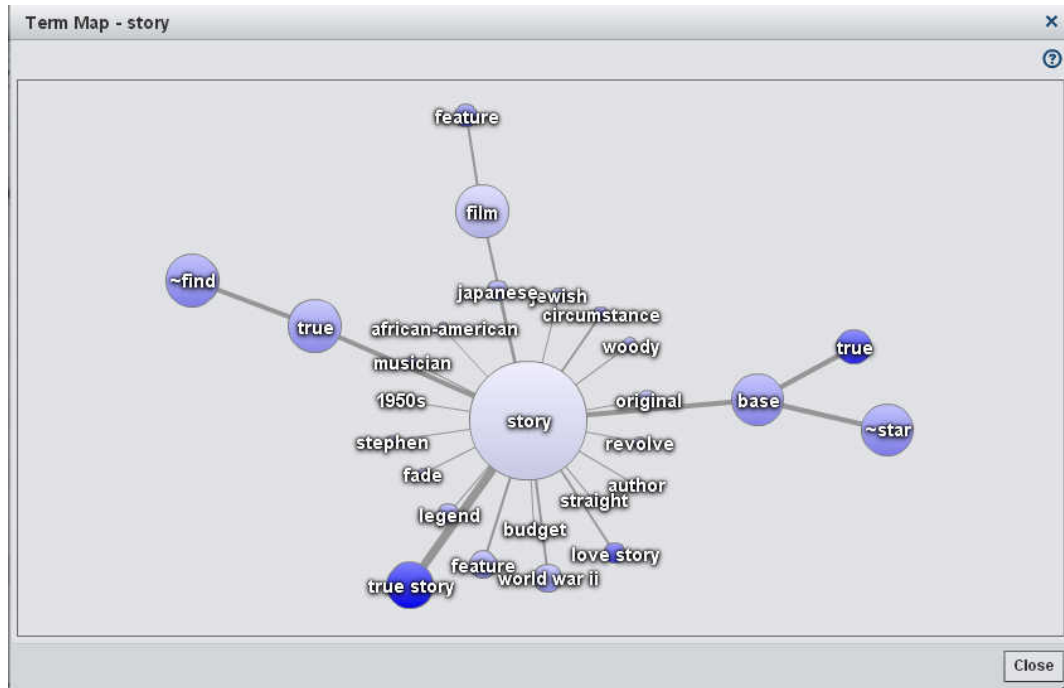 Term Map - story
feature
film
~find
japanese
jewish
circumstance
true
african-american
woody
true
musician
1950s
original
base
story
~star
stephen
revolve
fade
author
straight
legend
budget
love story
feature
world war ii
true story
Close